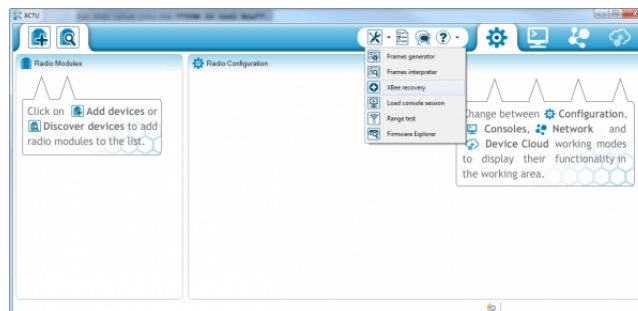 XCTU
Radio Modules
Radio Configuration
Frames generator
Frames interpreter
XBee recovery
Load console session
Range test
Firmware Explorer
Click on Add devices or
Discover devices to add
radio modules to the list.
Change between Configuration,
Consoles, Network and
Device Cloud working modes
to display their functionality in
the working area.